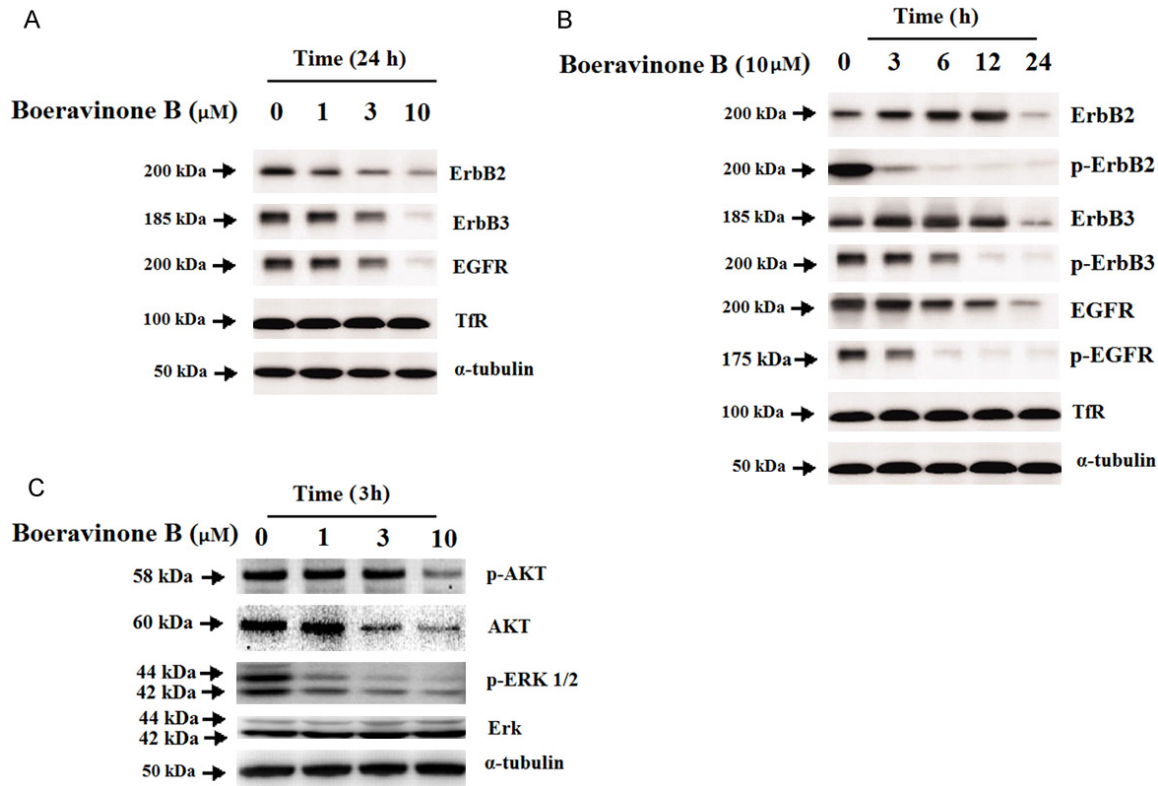 A
Time (24 h)
Boeravinone B (μM) 0 1 3 10
200 kDa ErbB2
185 kDa ErbB3
200 kDa EGFR
100 kDa TfR
50 kDa α-tubulin
B
Time (h)
Boeravinone B (10μM) 0 3 6 12 24
200 kDa ErbB2
200 kDa p-ErbB2
185 kDa ErbB3
200 kDa p-ErbB3
200 kDa EGFR
175 kDa p-EGFR
100 kDa TfR
50 kDa α-tubulin
C
Time (3h)
Boeravinone B (μM) 0 1 3 10
58 kDa p-AKT
60 kDa AKT
44 kDa
42 kDa p-ERK 1/2
44 kDa
42 kDa Erk
50 kDa α-tubulin